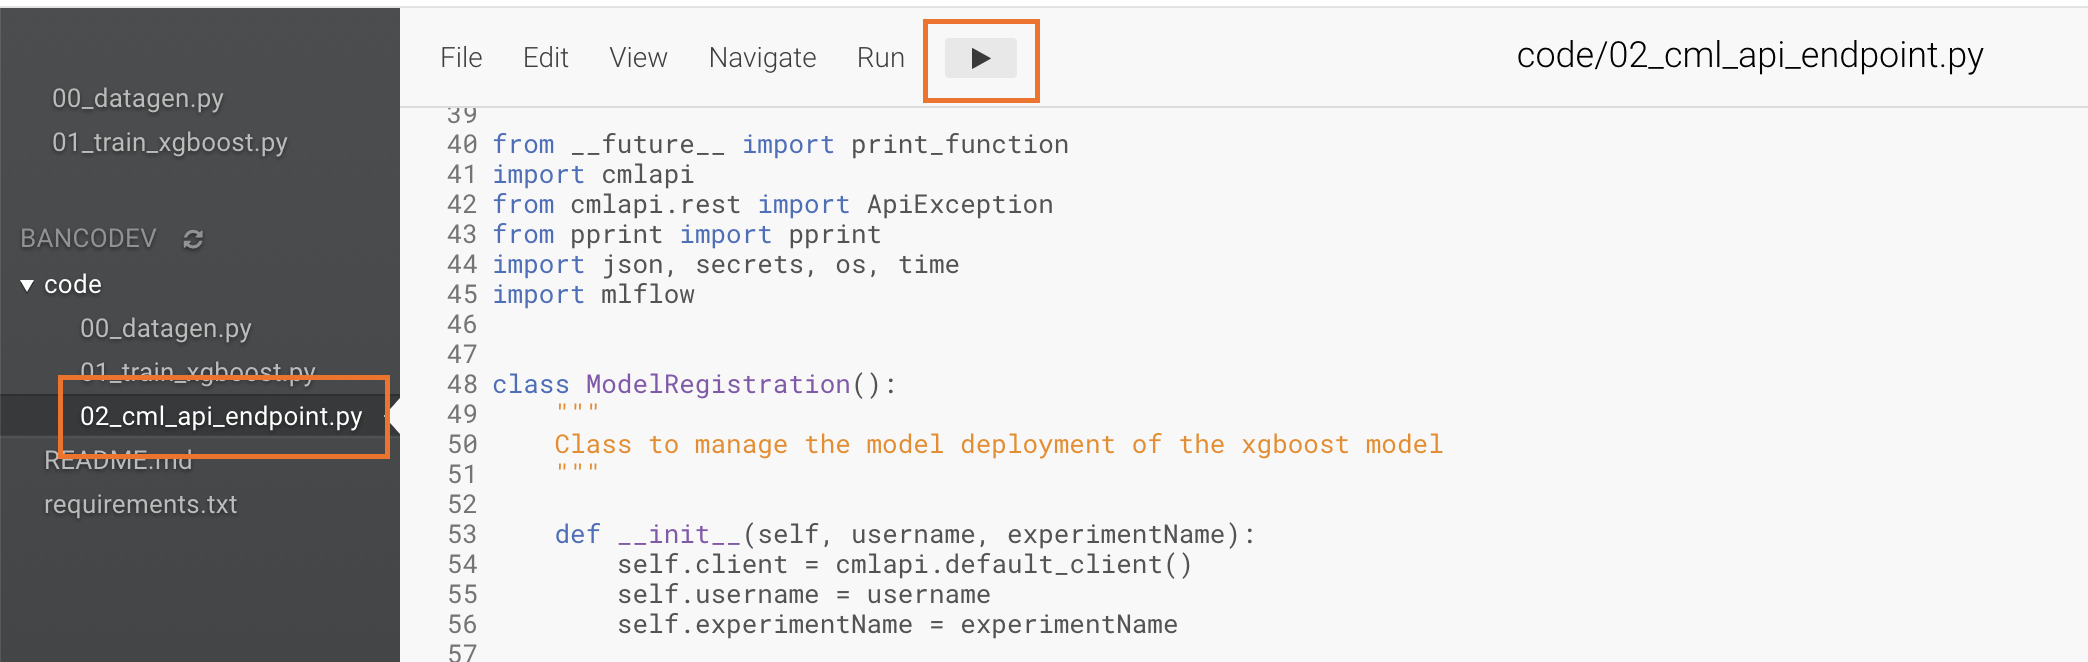 00_datagen.py
01_train_xgboost.py
BANCODEV
code
00_datagen.py
01_train_xgboost.py
02_cml_api_endpoint.py
README.md
requirements.txt
File Edit View Navigate Run
code/02_cml_api_endpoint.py
39
40 from __future__ import print_function
41 import cmlapi
42 from cmlapi.rest import ApiException
43 from pprint import pprint
44 import json, secrets, os, time
45 import mlflow
46
47
48 class ModelRegistration():
49     """
50     Class to manage the model deployment of the xgboost model
51     """
52
53     def __init__(self, username, experimentName):
54         self.client = cmlapi.default_client()
55         self.username = username
56         self.experimentName = experimentName
57